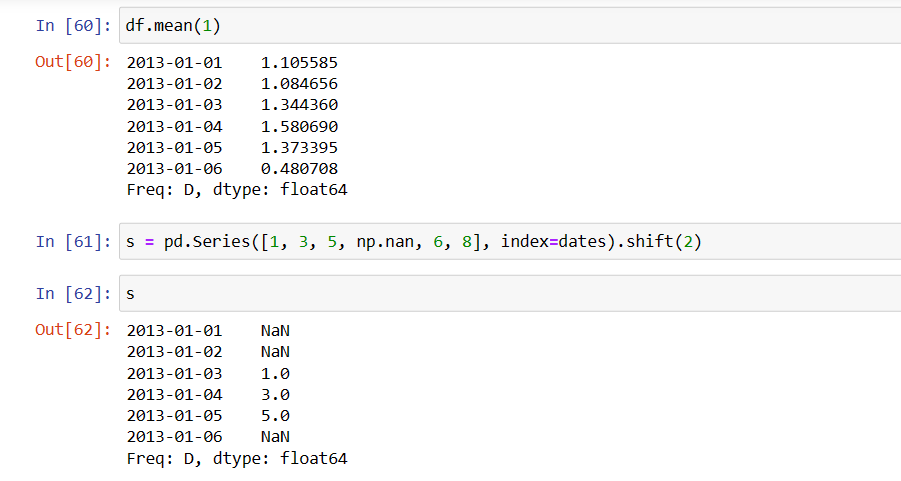 In [60]: df.mean(1)
Out[60]: 2013-01-01    1.105585
2013-01-02    1.084656
2013-01-03    1.344360
2013-01-04    1.580690
2013-01-05    1.373395
2013-01-06    0.480708
Freq: D, dtype: float64
In [61]: s = pd.Series([1, 3, 5, np.nan, 6, 8], index=dates).shift(2)
In [62]: s
Out[62]: 2013-01-01    NaN
2013-01-02    NaN
2013-01-03    1.0
2013-01-04    3.0
2013-01-05    5.0
2013-01-06    NaN
Freq: D, dtype: float64